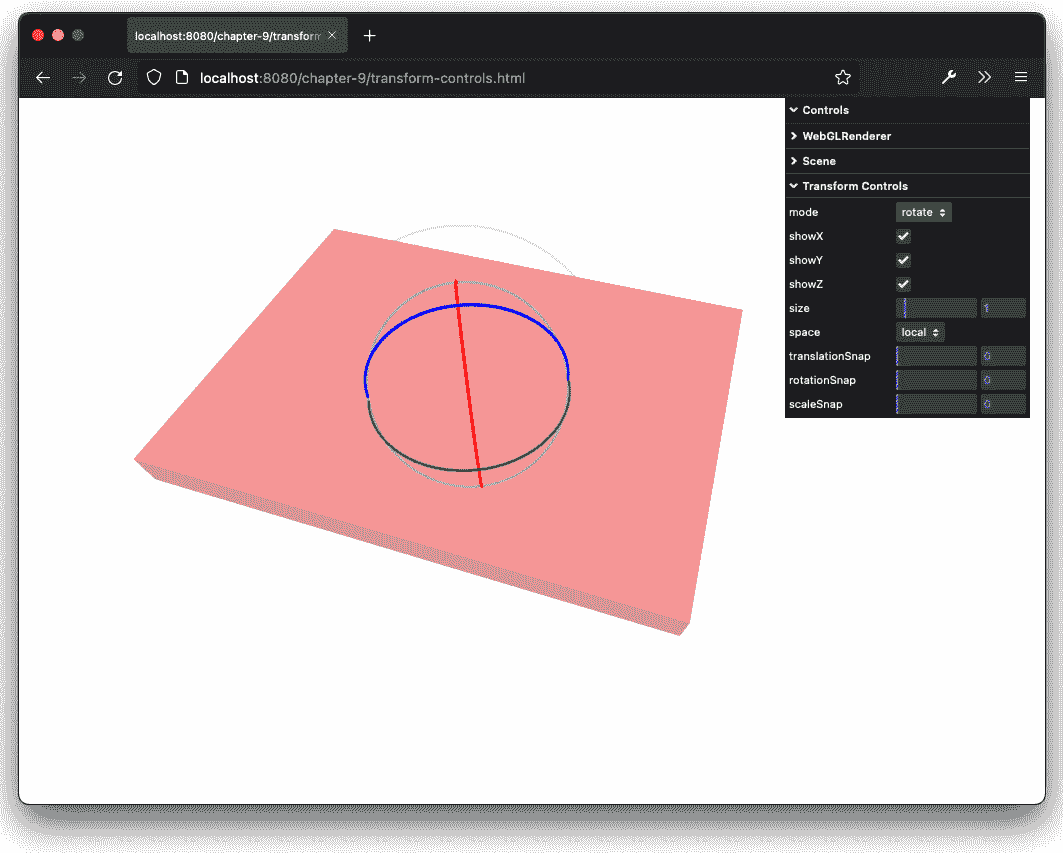 localhost:8080/chapter-9/transform
localhost:8080/chapter-9/transform-controls.html
Controls
WebGLRenderer
Scene
Transform Controls
mode rotate
showX
showY
showZ
size 1
space local
translationSnap 0
rotationSnap 0
scaleSnap 0